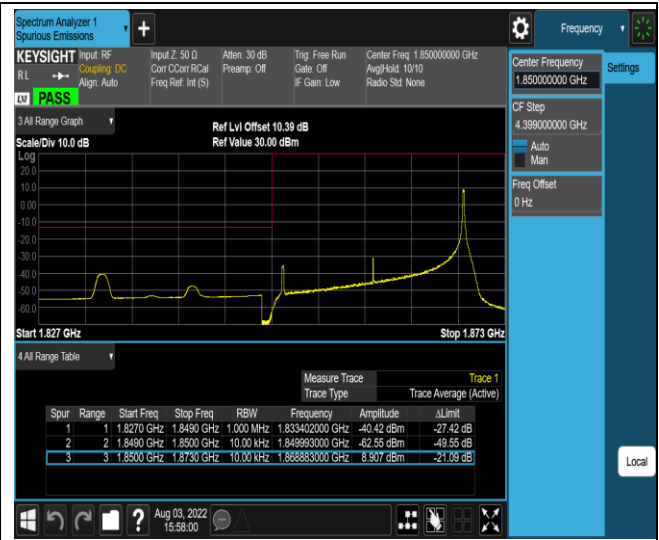 Spectrum Analyzer 1
Spurious Emissions
+
Frequency
KEYSIGHT Input: RF Input Z: 50 Ω Atten: 30 dB Trig: Free Run Center Freq: 1.850000000 GHz
RL Coupling: DC Corr CCorr RCal Preamp: Off Gate: Off Avg|Hold: 10/10
Align: Auto Freq Ref: Int (S) IF Gain: Low Radio Std: None
LXI PASS
Center Frequency
1.850000000 GHz
Settings
CF Step
4.399000000 GHz
Auto
Man
Freq Offset
0 Hz
3 All Range Graph
Ref Lvl Offset 10.39 dB
Scale/Div 10.0 dB Ref Value 30.00 dBm
Log
20.0
10.0
0.00
-10.0
-20.0
-30.0
-40.0
-50.0
-60.0
Start 1.827 GHz Stop 1.873 GHz
4 All Range Table
Measure Trace Trace 1
Trace Type Trace Average (Active)
Spur Range Start Freq Stop Freq RBW Frequency Amplitude ΔLimit
1 1 1.8270 GHz 1.8490 GHz 1.000 MHz 1.833402000 GHz -40.42 dBm -27.42 dB
2 2 1.8490 GHz 1.8500 GHz 10.00 kHz 1.849993000 GHz -62.55 dBm -49.55 dB
3 3 1.8500 GHz 1.8730 GHz 10.00 kHz 1.868883000 GHz 8.907 dBm -21.09 dB
Local
? Aug 03, 2022
15:58:00